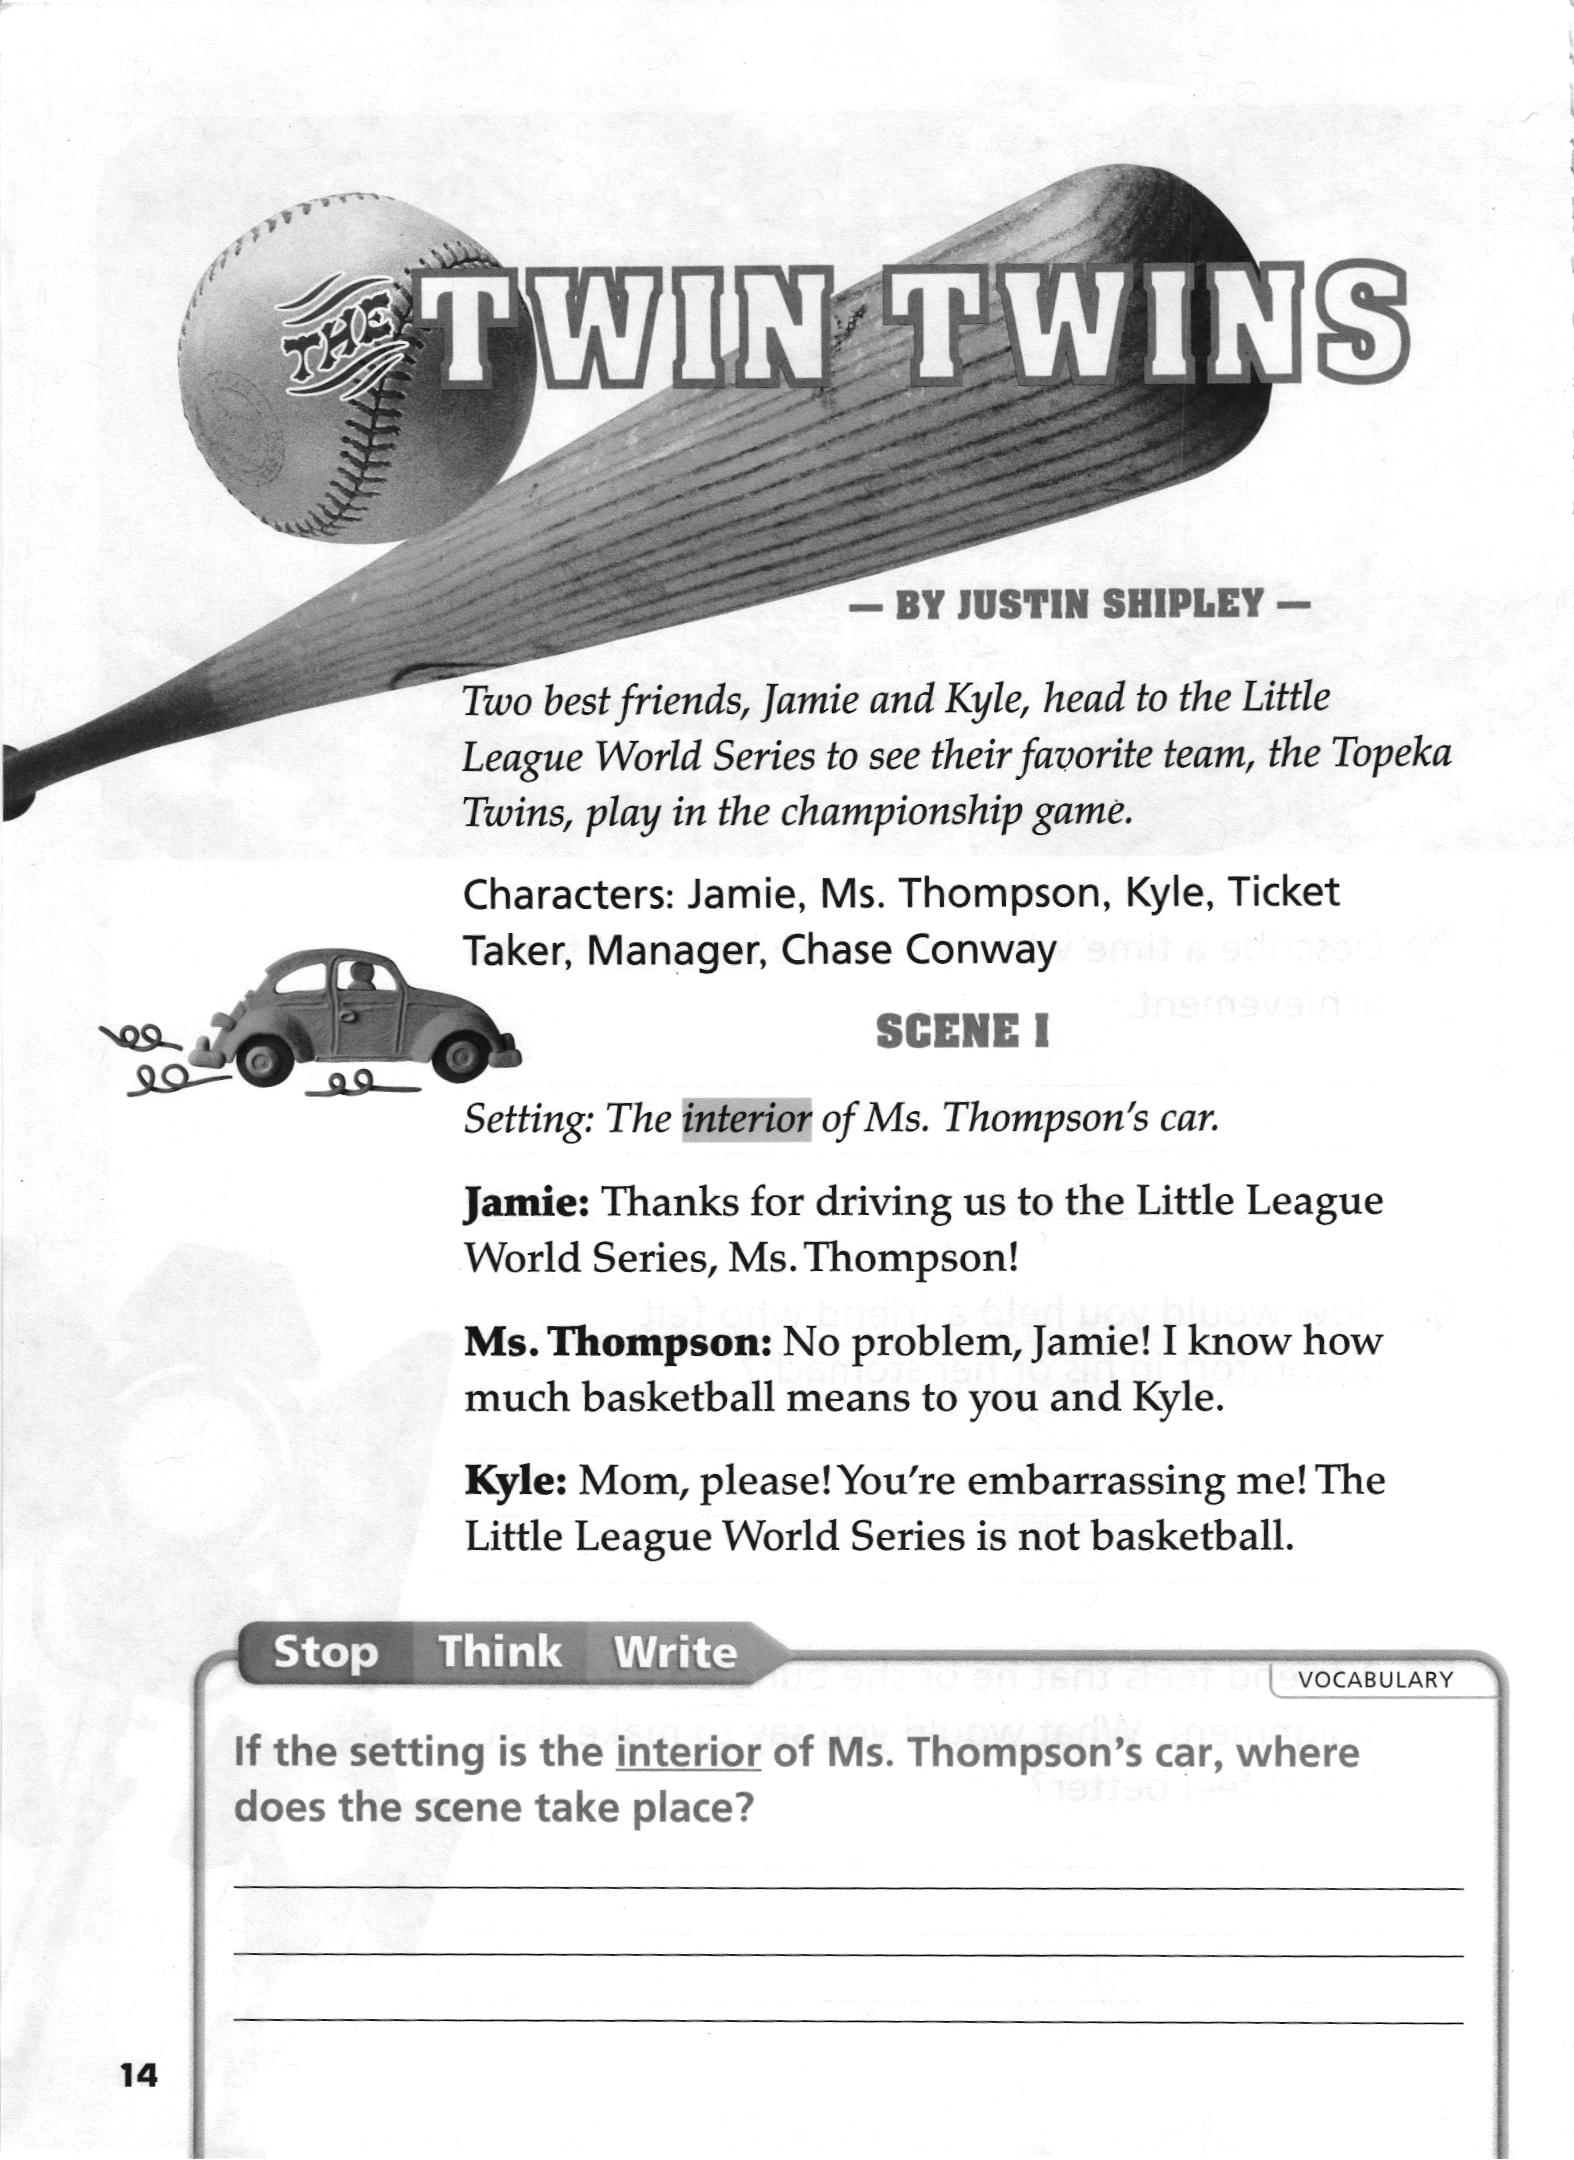 THE TWIN TWINS
— BY JUSTIN SHIPLEY —
Two best friends, Jamie and Kyle, head to the Little
League World Series to see their favorite team, the Topeka
Twins, play in the championship game.
Characters: Jamie, Ms. Thompson, Kyle, Ticket
Taker, Manager, Chase Conway
SCENE I
Setting: The interior of Ms. Thompson's car.
Jamie: Thanks for driving us to the Little League
World Series, Ms. Thompson!
Ms. Thompson: No problem, Jamie! I know how
much basketball means to you and Kyle.
Kyle: Mom, please! You're embarrassing me! The
Little League World Series is not basketball.
Stop Think Write
VOCABULARY
If the setting is the interior of Ms. Thompson's car, where
does the scene take place?
14